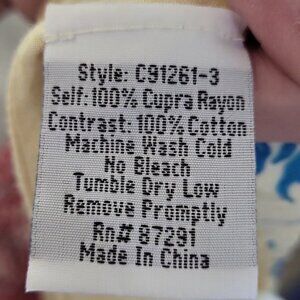 Style: C91261-3
Self: 100% Cupra Rayon
Contrast: 100% Cotton
Machine Wash Cold
No Bleach
Tumble Dry Low
Remove Promptly
Rn# 87291
Made In China